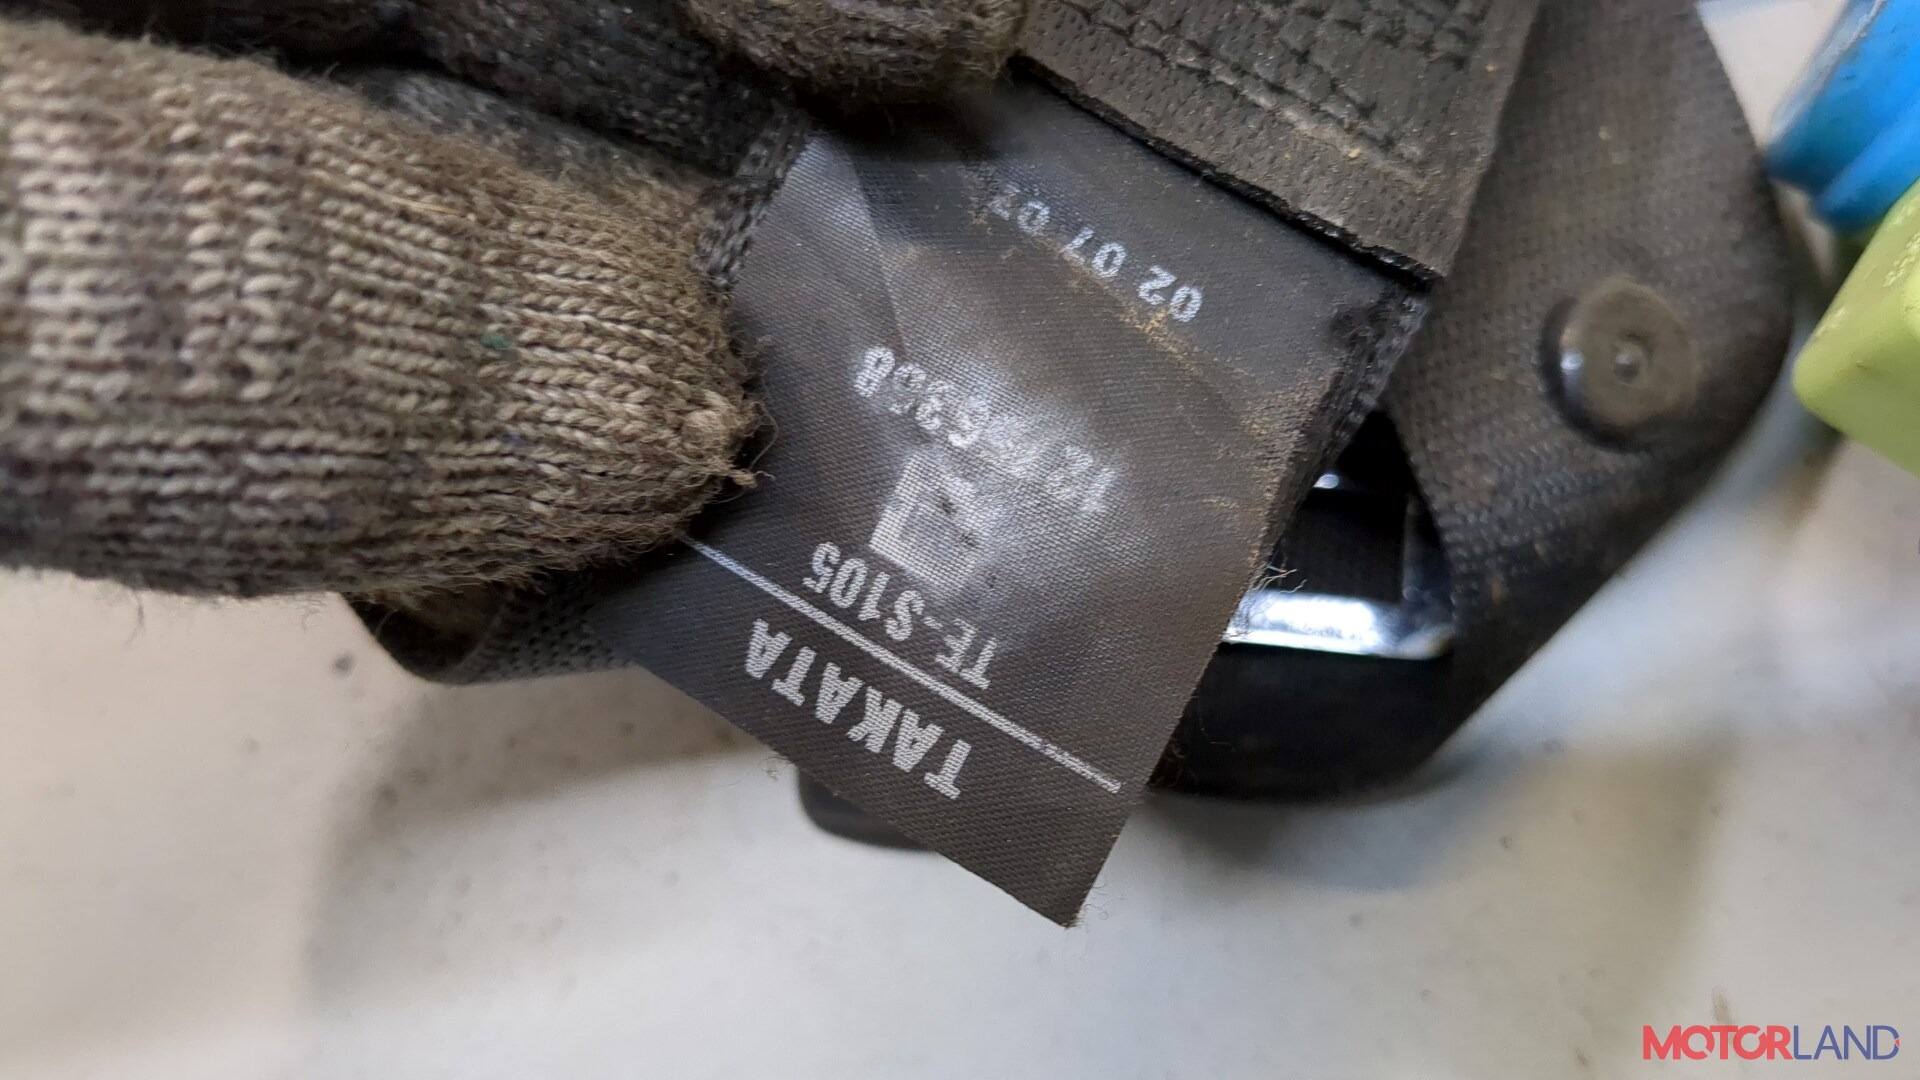 TAKATA
TE-S105
02 07 02
MOTORLAND